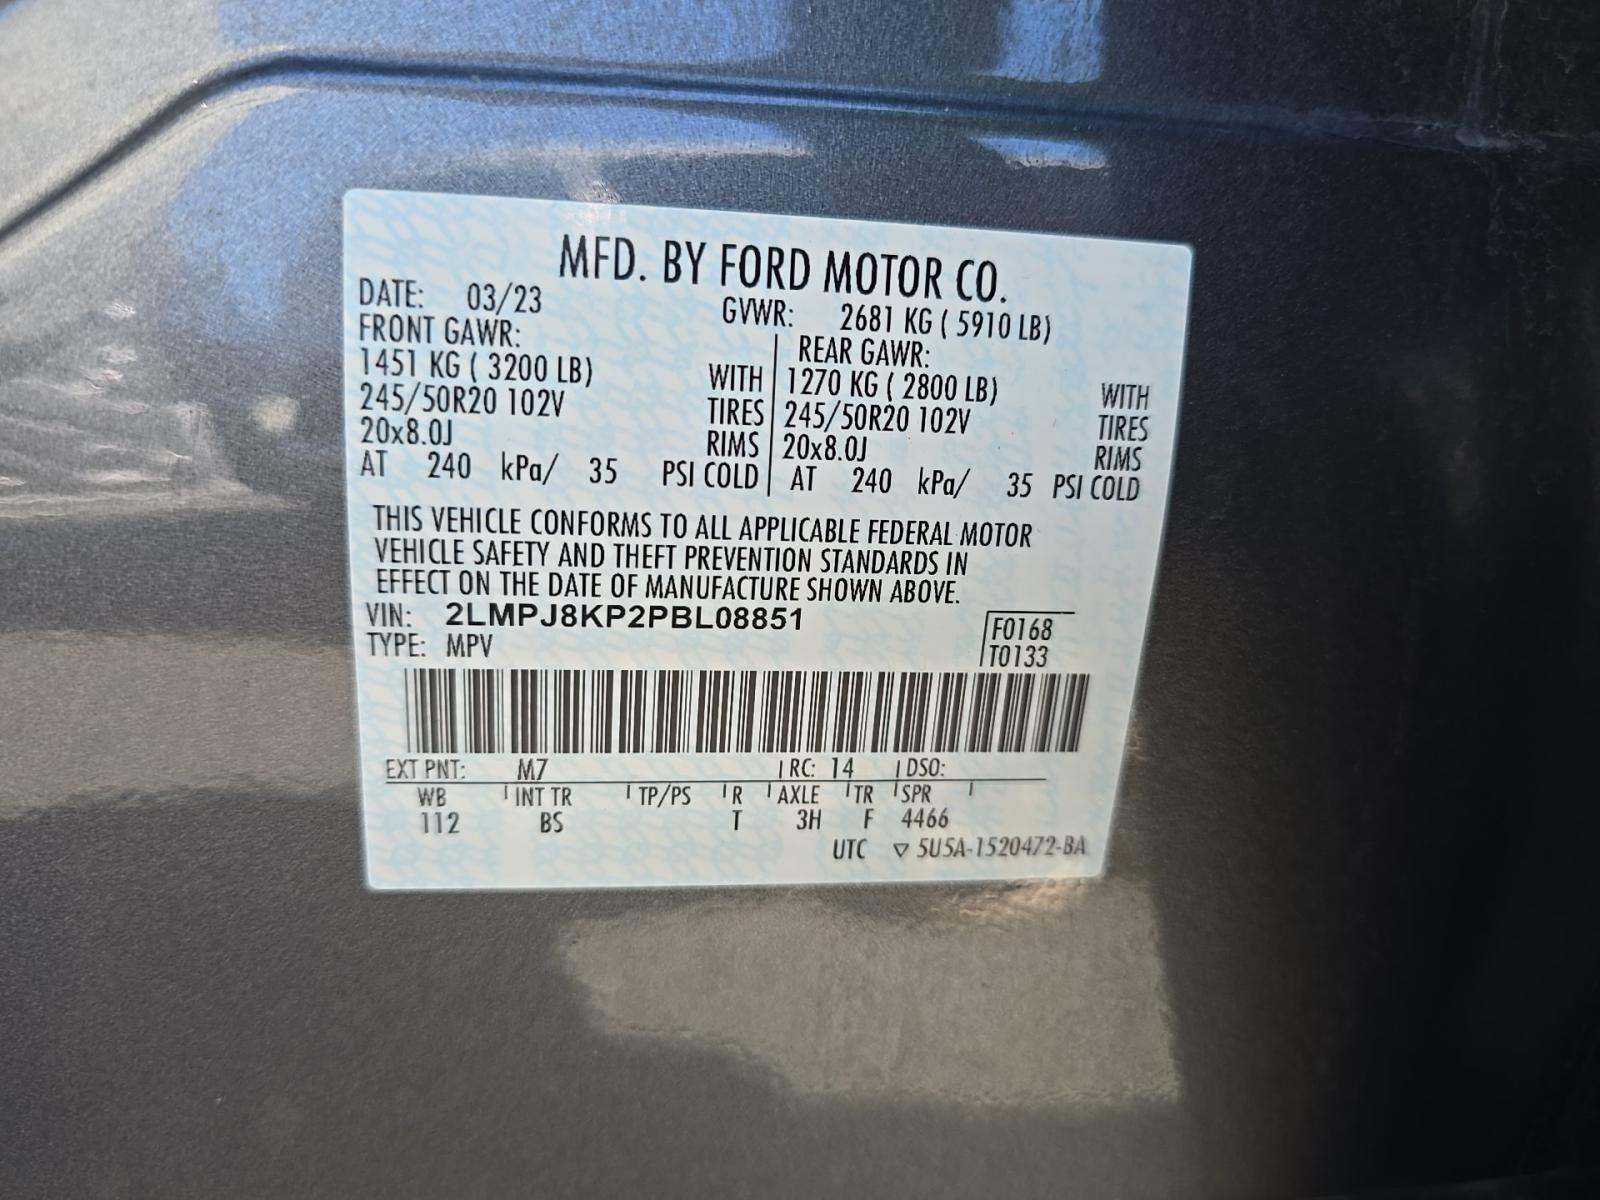 MFD. BY FORD MOTOR CO.
DATE: 03/23 GVWR: 2681 KG ( 5910 LB)
FRONT GAWR: REAR GAWR:
1451 KG ( 3200 LB) WITH 1270 KG ( 2800 LB) WITH
245/50R20 102V TIRES 245/50R20 102V TIRES
20x8.0J RIMS 20x8.0J RIMS
AT 240 kPa/ 35 PSI COLD AT 240 kPa/ 35 PSI COLD
THIS VEHICLE CONFORMS TO ALL APPLICABLE FEDERAL MOTOR
VEHICLE SAFETY AND THEFT PREVENTION STANDARDS IN
EFFECT ON THE DATE OF MANUFACTURE SHOWN ABOVE.
VIN: 2LMPJ8KP2PBL08851
TYPE: MPV
F0168
T0133
EXT PNT: M7 RC: 14 DSO:
WB INT TR TP/PS R AXLE TR SPR
112 BS T 3H F 4466
UTC ▽ 5U5A-1520472-BA